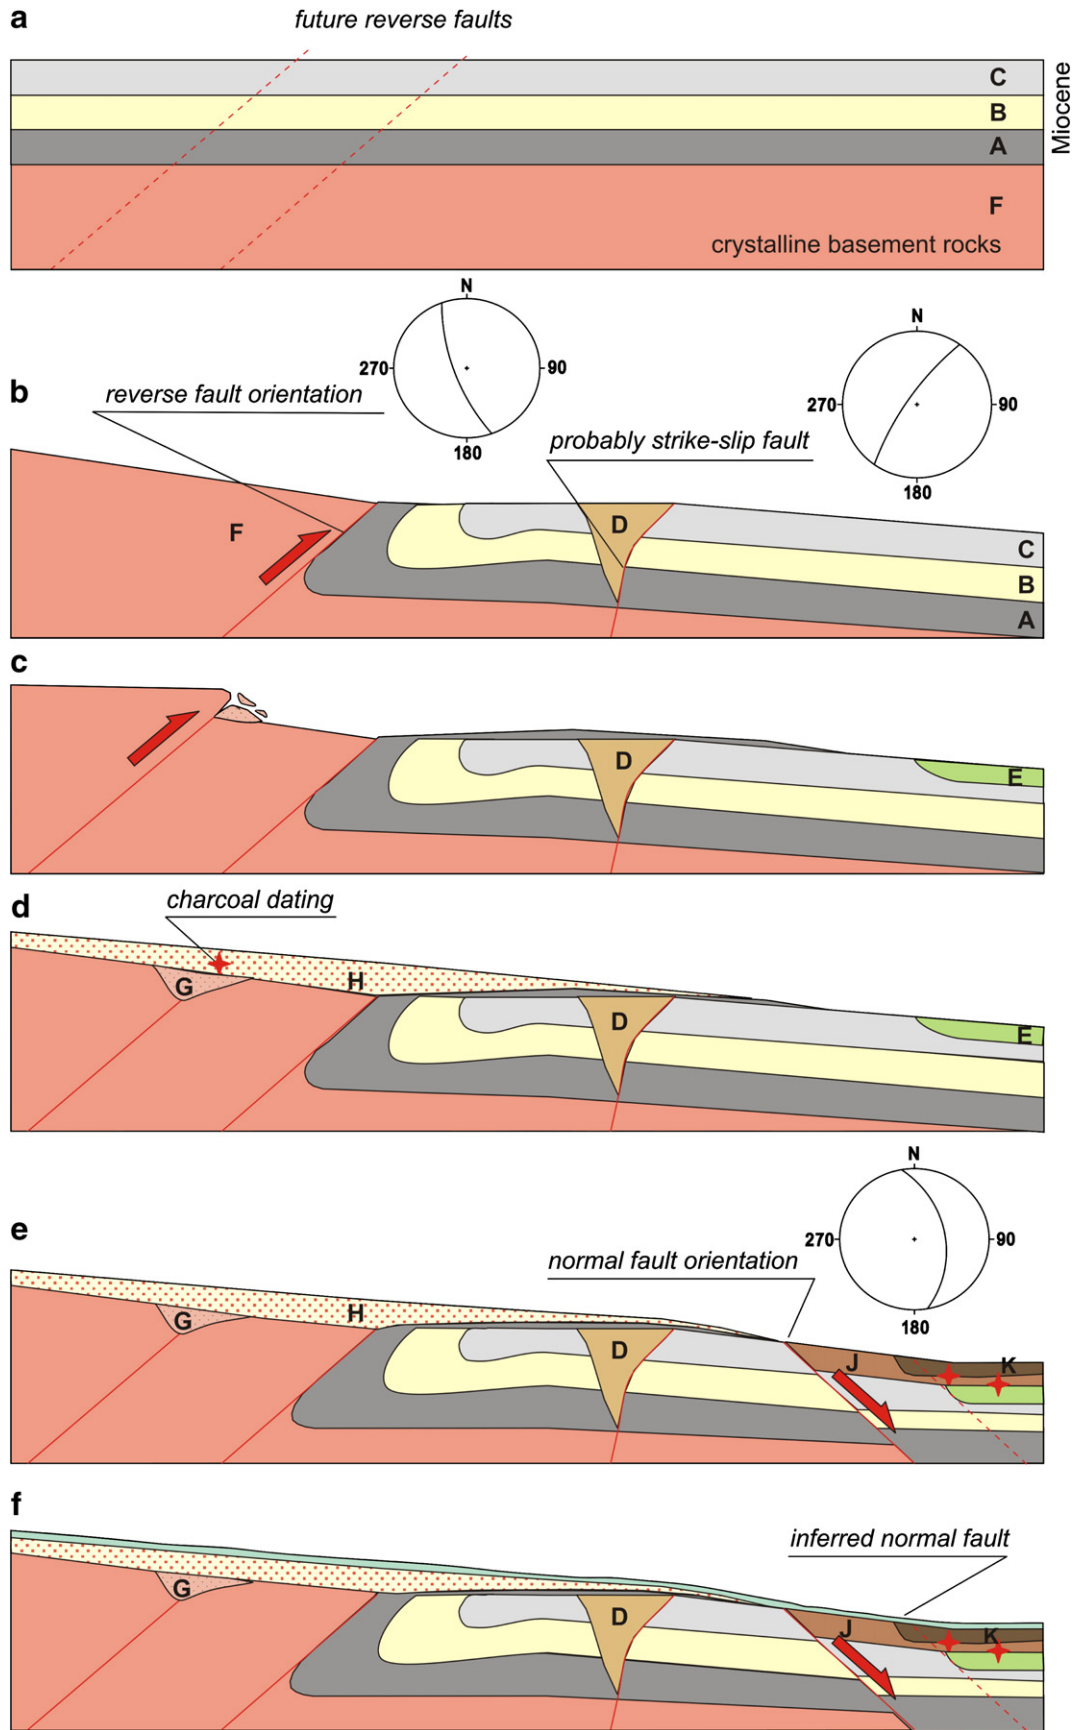 a
future reverse faults
C
B
A
Miocene
F
crystalline basement rocks
N
270
90
180
N
270
90
180
b
reverse fault orientation
probably strike-slip fault
F
D
C
B
A
c
D
E
d
charcoal dating
G
H
D
E
N
270
90
180
e
normal fault orientation
G
H
D
J
K
f
inferred normal fault
G
D
J
K